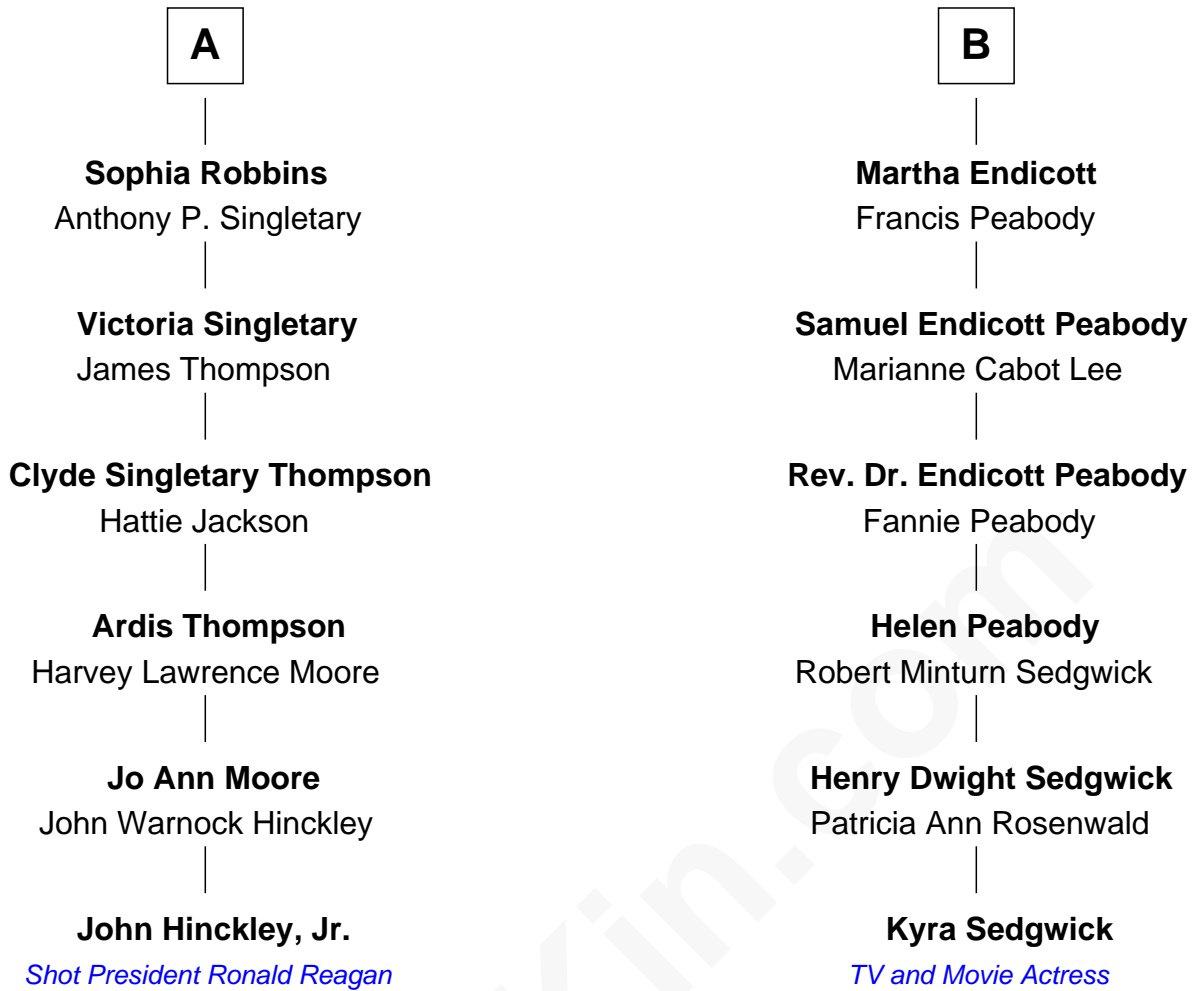 A
Sophia Robbins
Anthony P. Singletary
Victoria Singletary
James Thompson
Clyde Singletary Thompson
Hattie Jackson
Ardis Thompson
Harvey Lawrence Moore
Jo Ann Moore
John Warnock Hinckley
John Hinckley, Jr.
Shot President Ronald Reagan
B
Martha Endicott
Francis Peabody
Samuel Endicott Peabody
Marianne Cabot Lee
Rev. Dr. Endicott Peabody
Fannie Peabody
Helen Peabody
Robert Minturn Sedgwick
Henry Dwight Sedgwick
Patricia Ann Rosenwald
Kyra Sedgwick
TV and Movie Actress
Kin.com